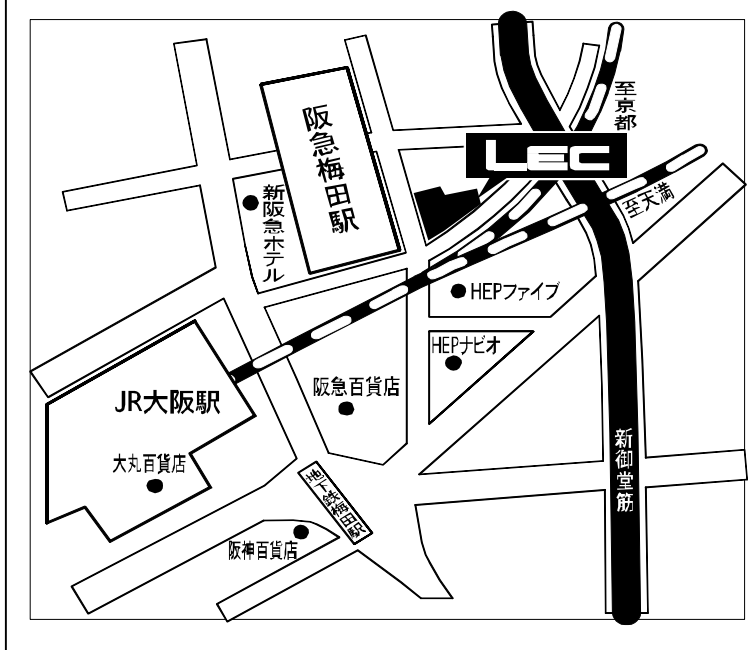 至京都
阪急梅田駅
LEC
新阪急ホテル
至天満
HEPファイブ
HEPナビオ
JR大阪駅
阪急百貨店
大丸百貨店
新御堂筋
地下鉄梅田駅
阪神百貨店